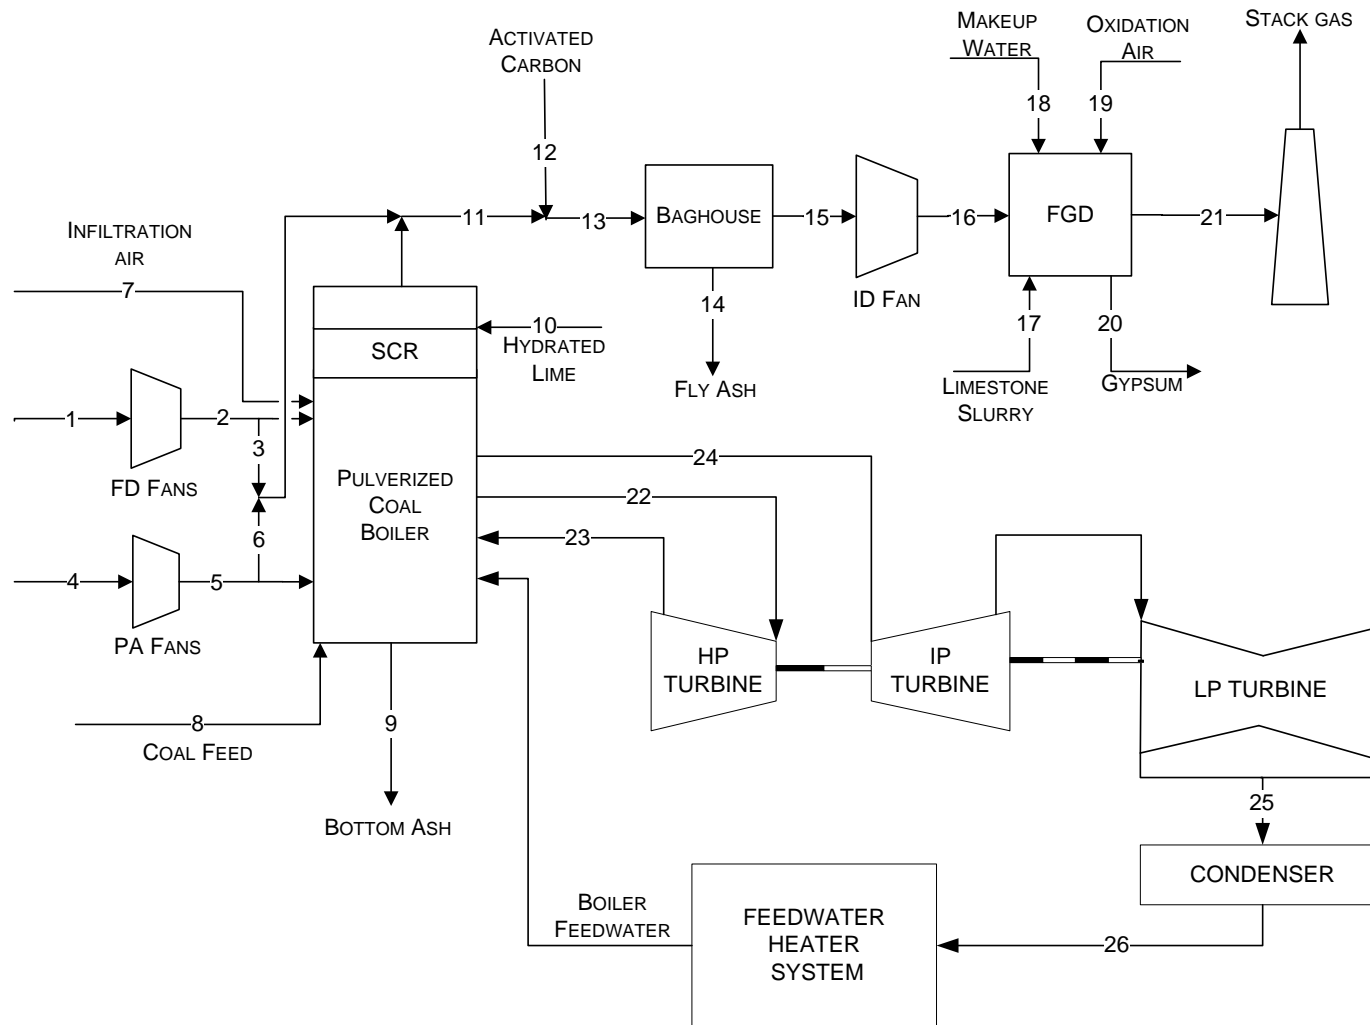 STACK GAS
MAKEUP
WATER
OXIDATION
AIR
ACTIVATED
CARBON
18
19
12
11
13
BAGHOUSE
15
16
FGD
21
INFILTRATION
AIR
7
14
ID FAN
17
20
10
HYDRATED
LIME
SCR
FLY ASH
LIMESTONE
SLURRY
GYPSUM
1
2
3
FD FANS
24
PULVERIZED
COAL
BOILER
22
23
6
4
5
PA FANS
HP
TURBINE
IP
TURBINE
LP TURBINE
8
COAL FEED
9
BOTTOM ASH
25
CONDENSER
BOILER
FEEDWATER
FEEDWATER
HEATER
SYSTEM
26